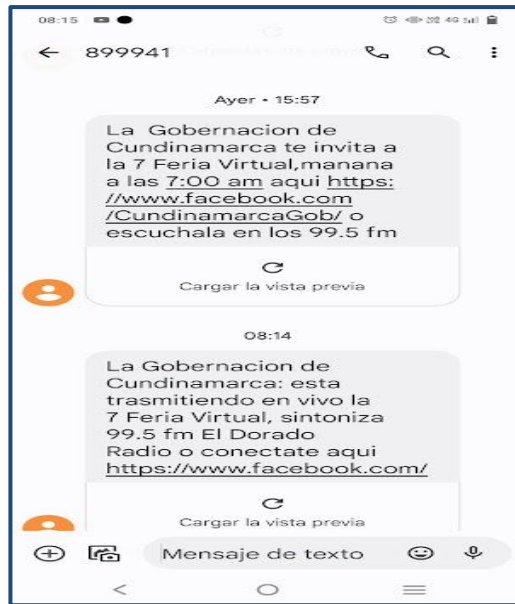 08:15
4G
899941
Ayer • 15:57
La Gobernacion de
Cundinamarca te invita a
la 7 Feria Virtual,manana
a las 7:00 am aqui https:
//www.facebook.com
/CundinamarcaGob/ o
escuchala en los 99.5 fm
Cargar la vista previa
08:14
La Gobernacion de
Cundinamarca: esta
trasmitiendo en vivo la
7 Feria Virtual, sintoniza
99.5 fm El Dorado
Radio o conectate aqui
https://www.facebook.com/
Cargar la vista previa
Mensaje de texto